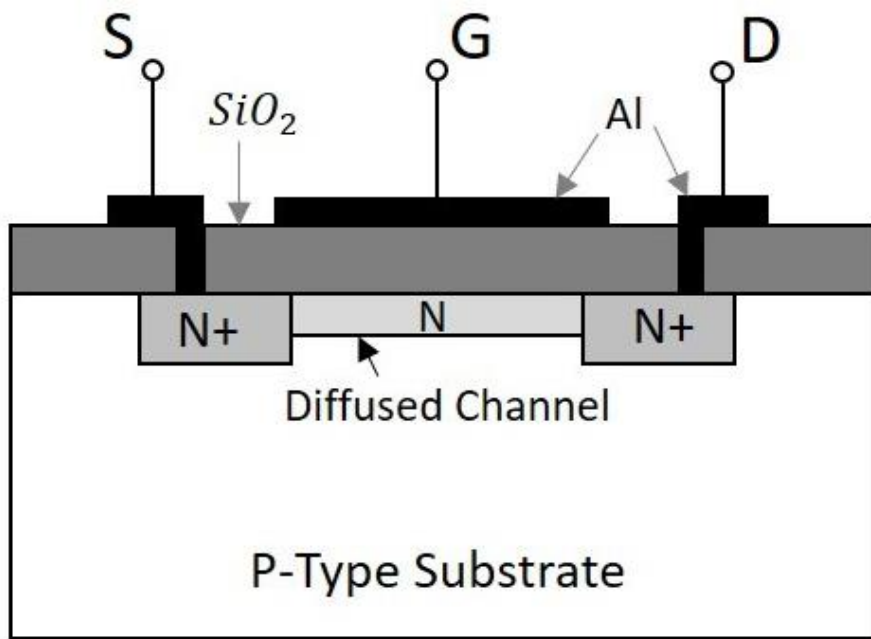 S G D
SiO₂ Al
N+ N N+
Diffused Channel
P-Type Substrate